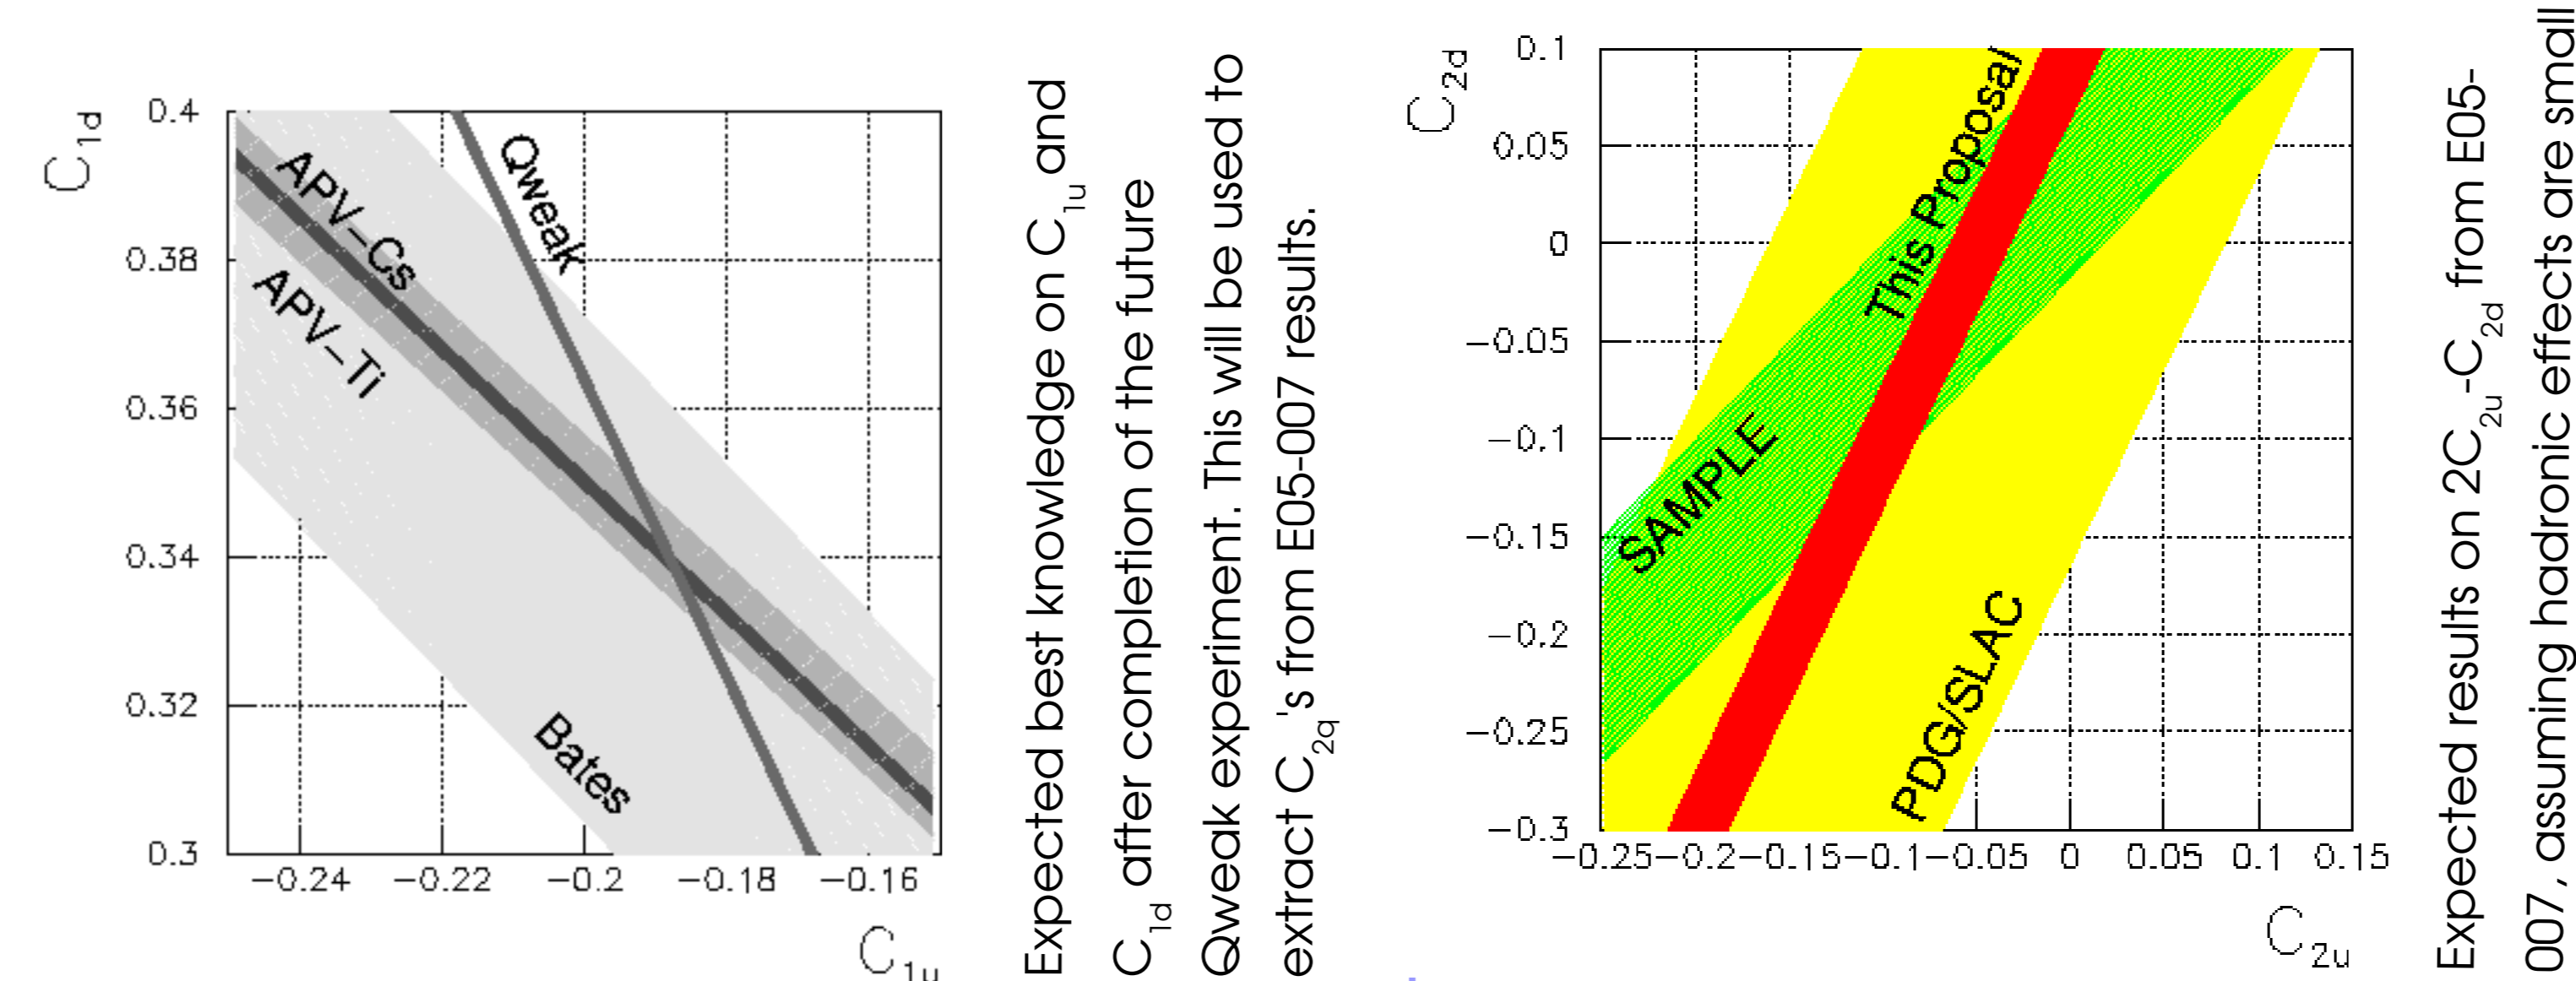 C1d
0.4
0.38
0.36
0.34
0.32
0.3
APV-Cs
APV-Ti
Qweak
Bates
-0.24 -0.22 -0.2 -0.18 -0.16
C1u
Expected best knowledge on C1u and
C1d after completion of the future
Qweak experiment. This will be used to
extract C2q's from E05-007 results.
C2d
0.1
0.05
0
-0.05
-0.1
-0.15
-0.2
-0.25
-0.3
This Proposal
SAMPLE
PDG/SLAC
-0.25 -0.2 -0.15 -0.1 -0.05 0 0.05 0.1 0.15
C2u
Expected results on 2C2u-C2d from E05-
007, assuming hadronic effects are small